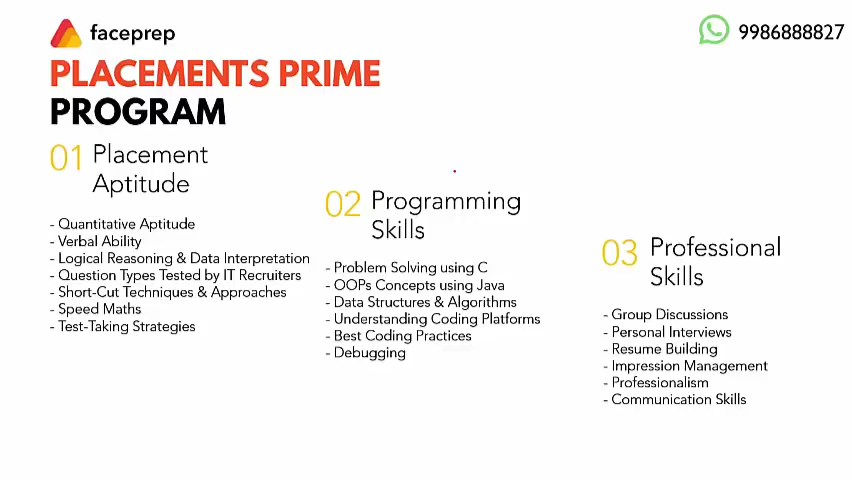 faceprep
9986888827
PLACEMENTS PRIME
PROGRAM
01 Placement
Aptitude
- Quantitative Aptitude
- Verbal Ability
- Logical Reasoning & Data Interpretation
- Question Types Tested by IT Recruiters
- Short-Cut Techniques & Approaches
- Speed Maths
- Test-Taking Strategies
02 Programming
Skills
- Problem Solving using C
- OOPs Concepts using Java
- Data Structures & Algorithms
- Understanding Coding Platforms
- Best Coding Practices
- Debugging
03 Professional
Skills
- Group Discussions
- Personal Interviews
- Resume Building
- Impression Management
- Professionalism
- Communication Skills